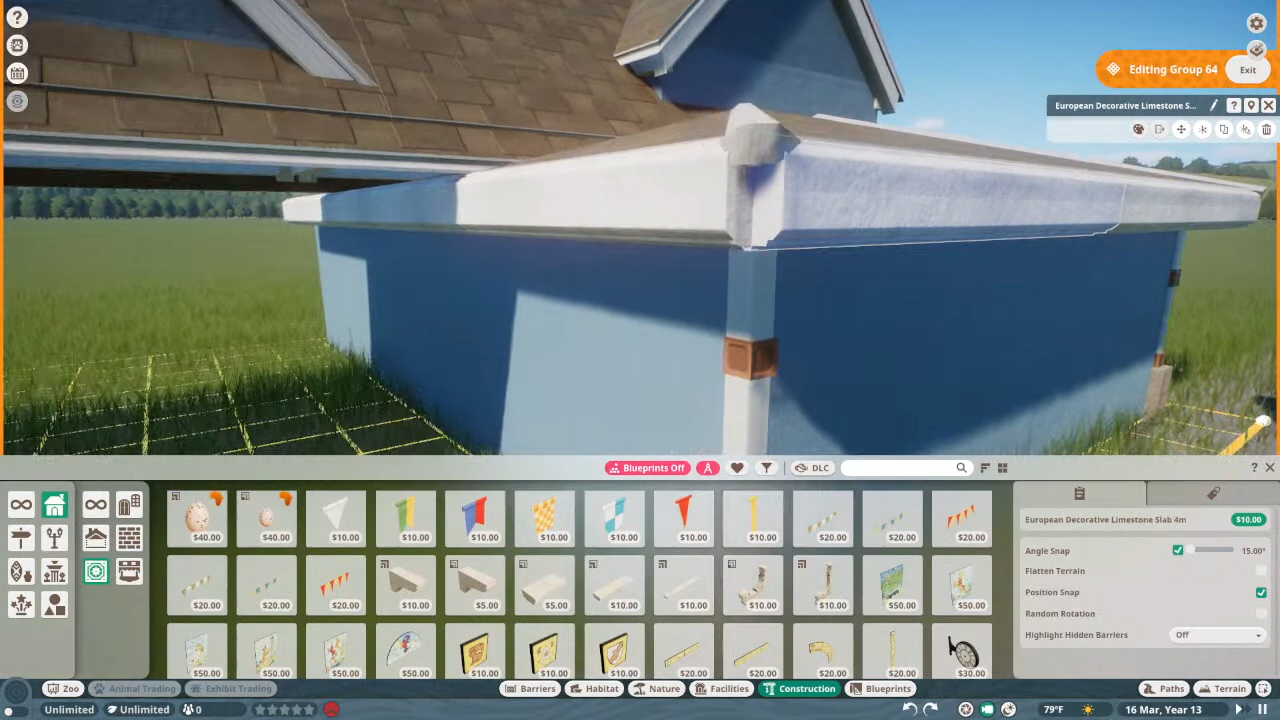 Editing Group 64
Exit
European Decorative Limestone S...
Blueprints Off
DLC
$40.00
$40.00
$10.00
$10.00
$10.00
$10.00
$10.00
$10.00
$10.00
$20.00
$20.00
$20.00
$20.00
$20.00
$20.00
$10.00
$5.00
$5.00
$10.00
$10.00
$10.00
$10.00
$50.00
$50.00
$50.00
$50.00
$50.00
$50.00
$10.00
$10.00
$10.00
$20.00
$20.00
$20.00
$20.00
$30.00
European Decorative Limestone Slab 4m
$10.00
Angle Snap
15.00°
Flatten Terrain
Position Snap
Random Rotation
Highlight Hidden Barriers
Off
Zoo
Animal Trading
Exhibit Trading
Barriers
Habitat
Nature
Facilities
Construction
Blueprints
Paths
Terrain
Unlimited
Unlimited
0
79°F
16 Mar, Year 13